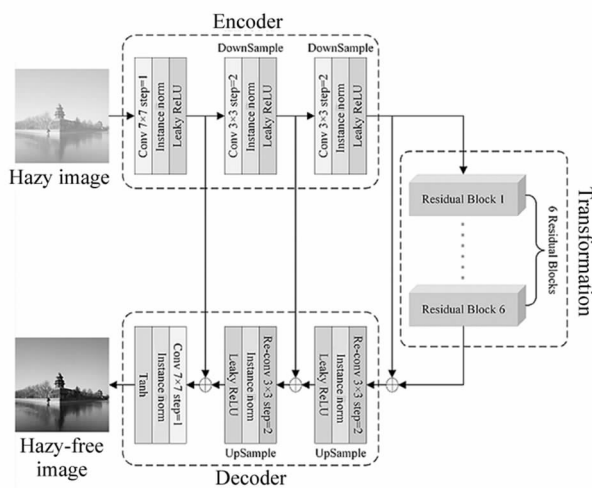 Encoder
DownSample
DownSample
Conv 7×7 step=1
Instance norm
Leaky ReLU
Conv 3×3 step=2
Instance norm
Leaky ReLU
Conv 3×3 step=2
Instance norm
Leaky ReLU
Hazy image
Residual Block 1
Residual Block 6
6 Residual Blocks
Transformation
Tanh
Instance norm
Conv 7×7 step=1
Leaky ReLU
Instance norm
Re-conv 3×3 step=2
Leaky ReLU
Instance norm
Re-conv 3×3 step=2
UpSample
UpSample
Hazy-free
image
Decoder